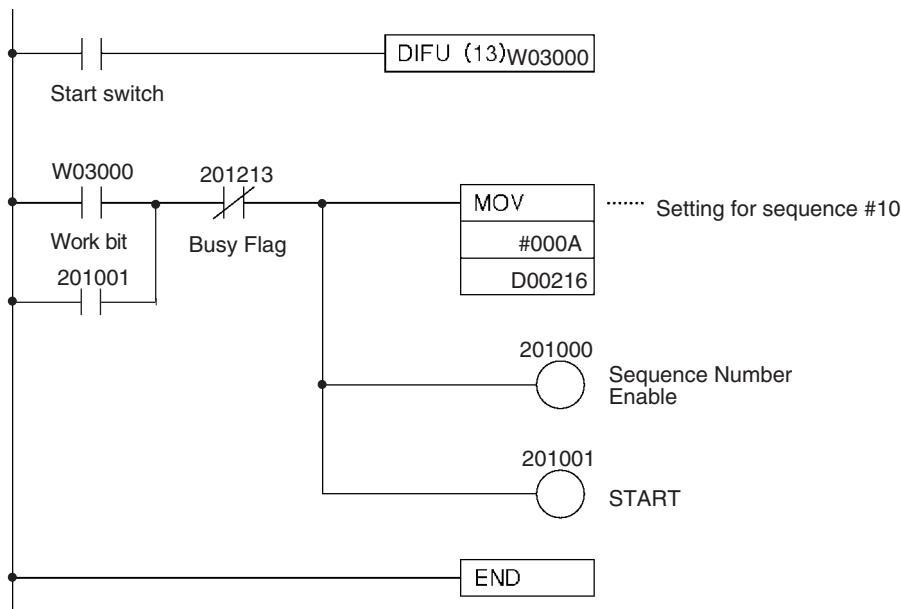 DIFU (13) W03000
Start switch
W03000
201213
MOV
······· Setting for sequence #10
Work bit
Busy Flag
#000A
201001
D00216
201000
Sequence Number
Enable
201001
START
END